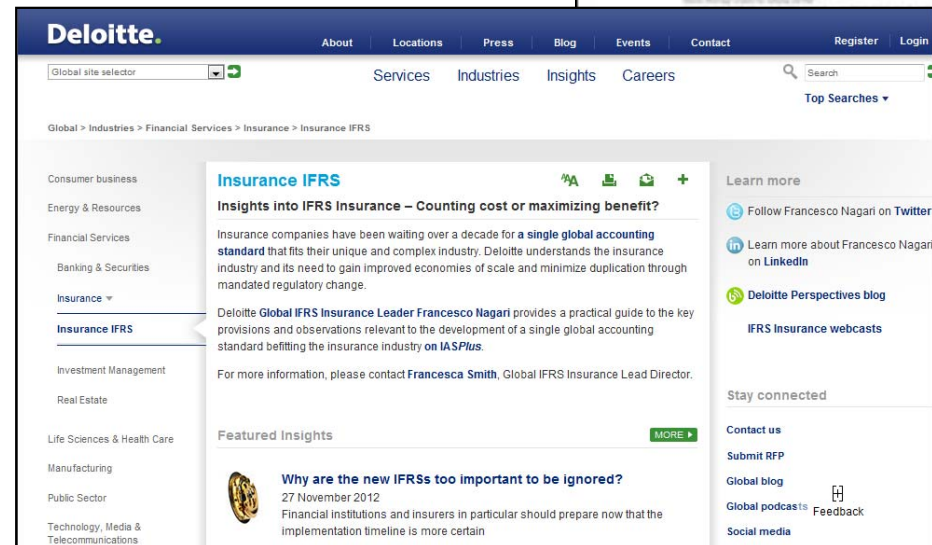 Deloitte.
About Locations Press Blog Events Contact Register Login
Global site selector
Services Industries Insights Careers
Search
Top Searches
Global > Industries > Financial Services > Insurance > Insurance IFRS
Consumer business
Energy & Resources
Financial Services
Banking & Securities
Insurance
Insurance IFRS
Investment Management
Real Estate
Life Sciences & Health Care
Manufacturing
Public Sector
Technology, Media &
Telecommunications
Insurance IFRS
AAA
Insights into IFRS Insurance – Counting cost or maximizing benefit?
Insurance companies have been waiting over a decade for a single global accounting
standard that fits their unique and complex industry. Deloitte understands the insurance
industry and its need to gain improved economies of scale and minimize duplication through
mandated regulatory change.
Deloitte Global IFRS Insurance Leader Francesco Nagari provides a practical guide to the key
provisions and observations relevant to the development of a single global accounting
standard befitting the insurance industry on IASPlus.
For more information, please contact Francesca Smith, Global IFRS Insurance Lead Director.
Featured Insights
MORE
Why are the new IFRSs too important to be ignored?
27 November 2012
Financial institutions and insurers in particular should prepare now that the
implementation timeline is more certain
Learn more
Follow Francesco Nagari on Twitter
Learn more about Francesco Nagari
on LinkedIn
Deloitte Perspectives blog
IFRS Insurance webcasts
Stay connected
Contact us
Submit RFP
Global blog
Global podcasts
[+]
Feedback
Social media